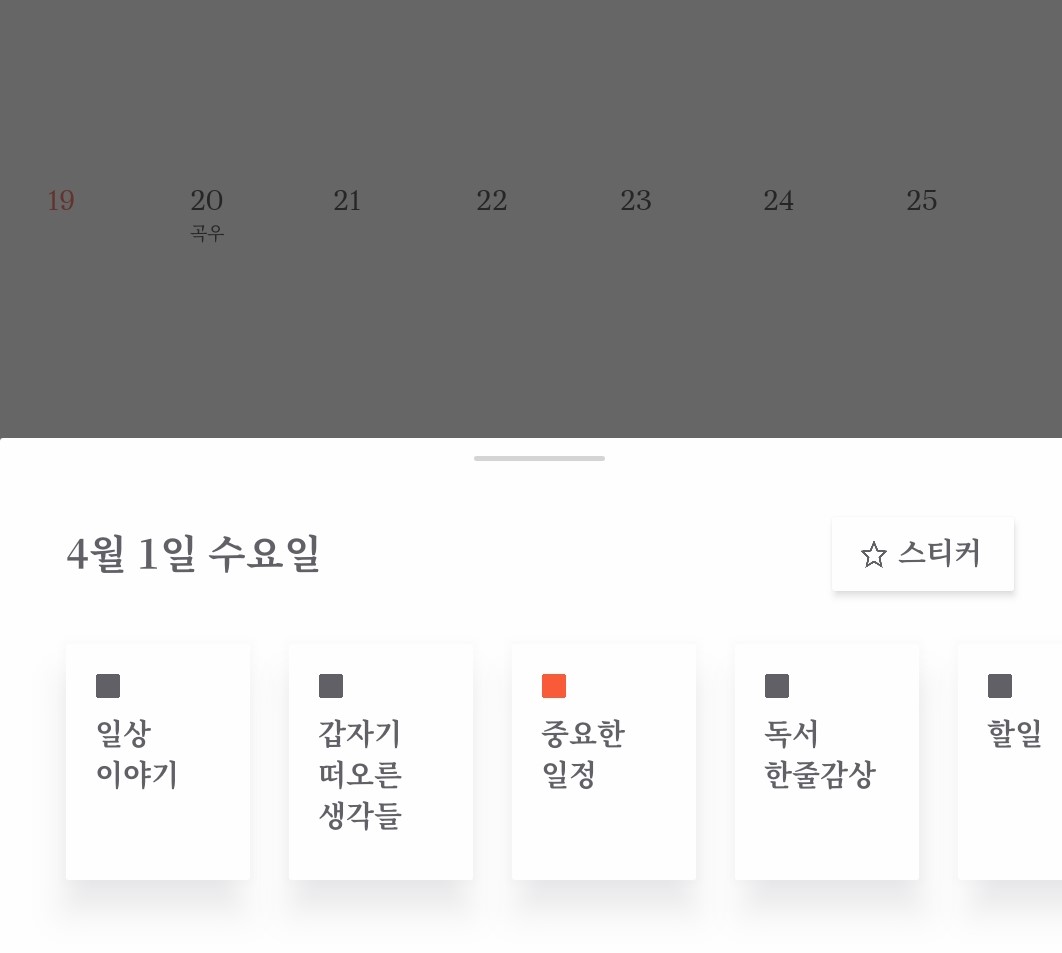 19 20 21 22 23 24 25
곡우
4월 1일 수요일
☆ 스티커
일상
이야기
갑자기
떠오른
생각들
중요한
일정
독서
한줄감상
할일